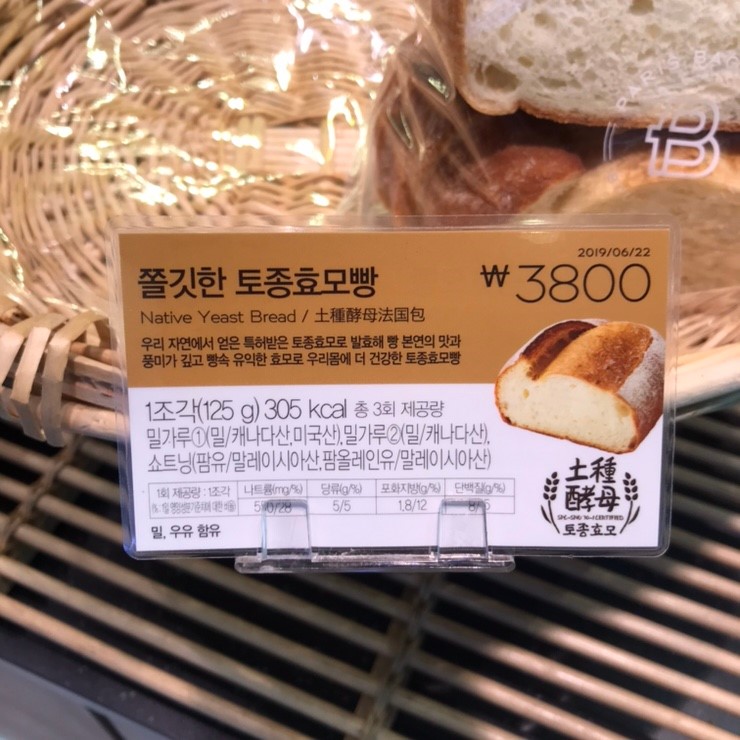 PARIS BAG
B
2019/06/22
쫄깃한 토종효모빵
₩3800
Native Yeast Bread / 土種酵母法国包
우리 자연에서 얻은 특허받은 토종효모로 발효해 빵 본연의 맛과
풍미가 깊고 빵속 유익한 효모로 우리몸에 더 건강한 토종효모빵
1조각(125 g) 305 kcal 총 3회 제공량
밀가루①(밀/캐나다산,미국산),밀가루②(밀/캐나다산),
쇼트닝(팜유/말레이시아산,팜올레인유/말레이시아산)
1회 제공량 : 1조각 나트륨(mg/%) 당류(g/%) 포화지방(g/%) 단백질(g/%)
5/5 1.8/12
밀, 우유 함유
土種
酵母
토종효모